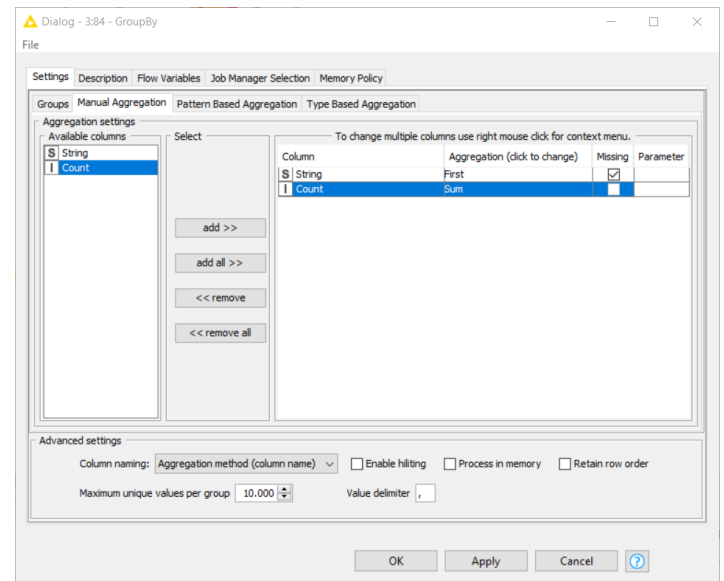 Dialog - 3:84 - GroupBy
File
Settings Description Flow Variables Job Manager Selection Memory Policy
Groups Manual Aggregation Pattern Based Aggregation Type Based Aggregation
Aggregation settings
Available columns
S String
I Count
Select
add >>
add all >>
<< remove
<< remove all
To change multiple columns use right mouse click for context menu.
Column Aggregation (click to change) Missing Parameter
S String First
I Count Sum
Advanced settings
Column naming: Aggregation method (column name) Enable hiliting Process in memory Retain row order
Maximum unique values per group 10.000 Value delimiter ,
OK Apply Cancel ?